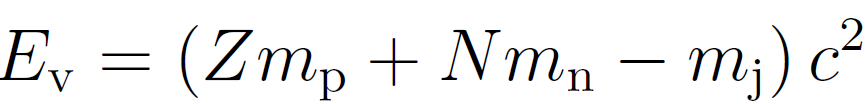 E_v = (Zm_p + Nm_n − m_j) c^2